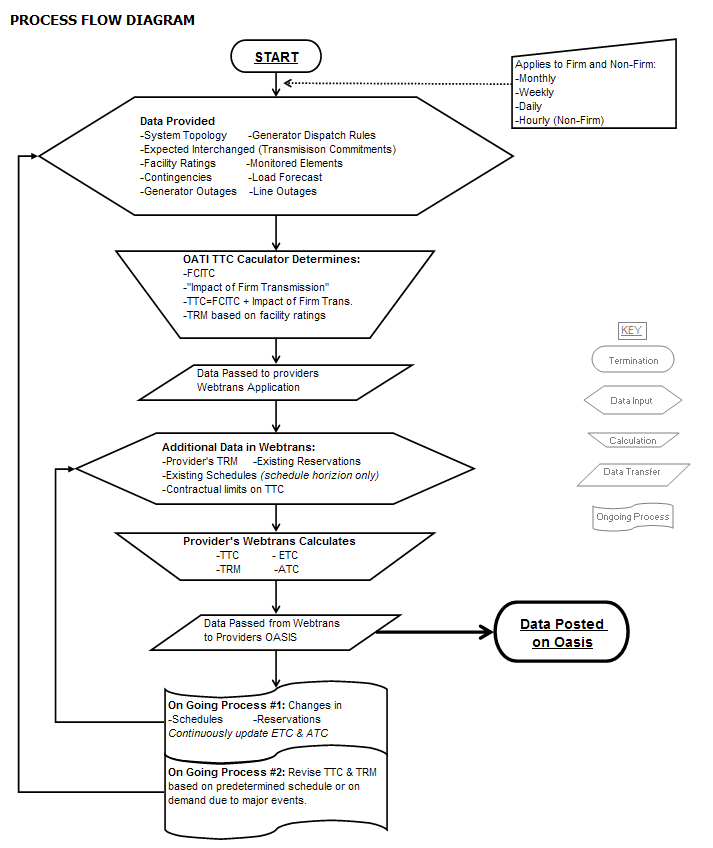 PROCESS FLOW DIAGRAM
START
Applies to Firm and Non-Firm:
-Monthly
-Weekly
-Daily
-Hourly (Non-Firm)
Data Provided
-System Topology -Generator Dispatch Rules
-Expected Interchanged (Transmisison Commitments)
-Facility Ratings -Monitored Elements
-Contingencies -Load Forecast
-Generator Outages -Line Outages
OATI TTC Caculator Determines:
-FCITC
-"Impact of Firm Transmission"
-TTC=FCITC + Impact of Firm Trans.
-TRM based on facility ratings
Data Passed to providers
Webtrans Application
Additional Data in Webtrans:
-Provider's TRM -Existing Reservations
-Existing Schedules (schedule horizion only)
-Contractual limits on TTC
Provider's Webtrans Calculates
-TTC - ETC
-TRM -ATC
Data Passed from Webtrans
to Providers OASIS
Data Posted
on Oasis
On Going Process #1: Changes in
-Schedules -Reservations
Continuously update ETC & ATC
On Going Process #2: Revise TTC & TRM
based on predetermined schedule or on
demand due to major events.
KEY
Termination
Data Input
Calculation
Data Transfer
Ongoing Process